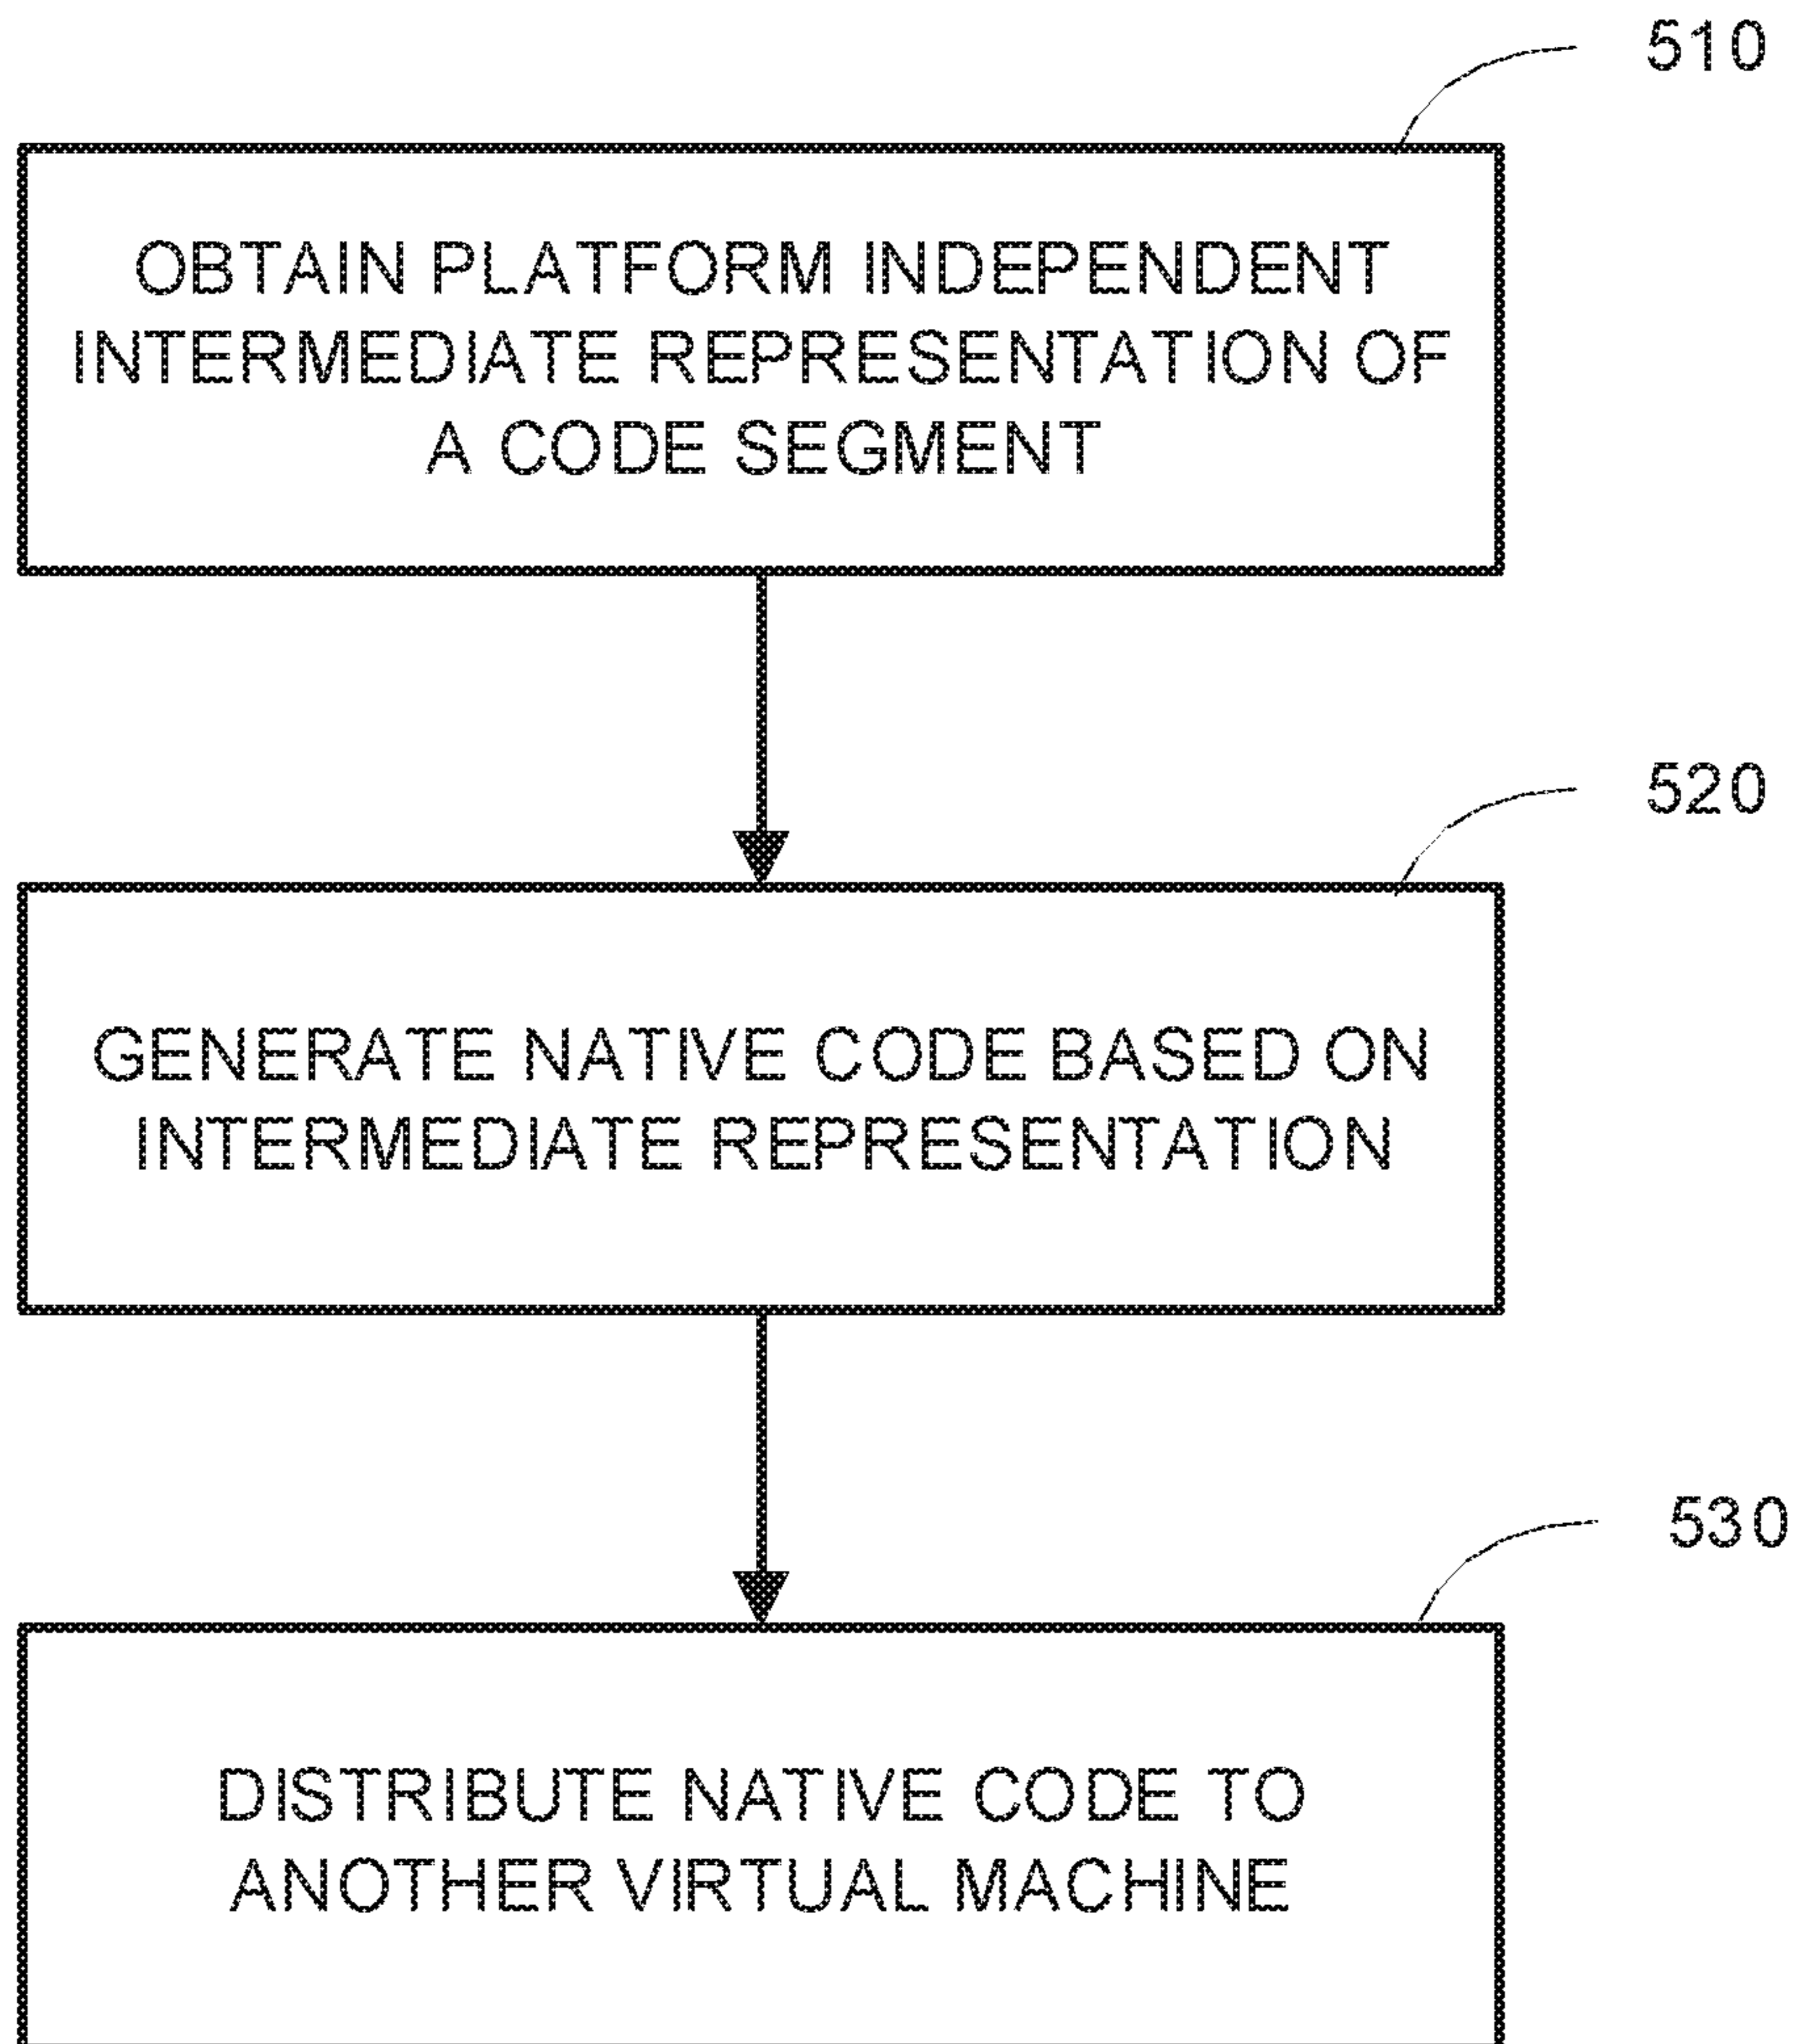 510
OBTAIN PLATFORM INDEPENDENT
INTERMEDIATE REPRESENTATION OF
A CODE SEGMENT
520
GENERATE NATIVE CODE BASED ON
INTERMEDIATE REPRESENTATION
530
DISTRIBUTE NATIVE CODE TO
ANOTHER VIRTUAL MACHINE